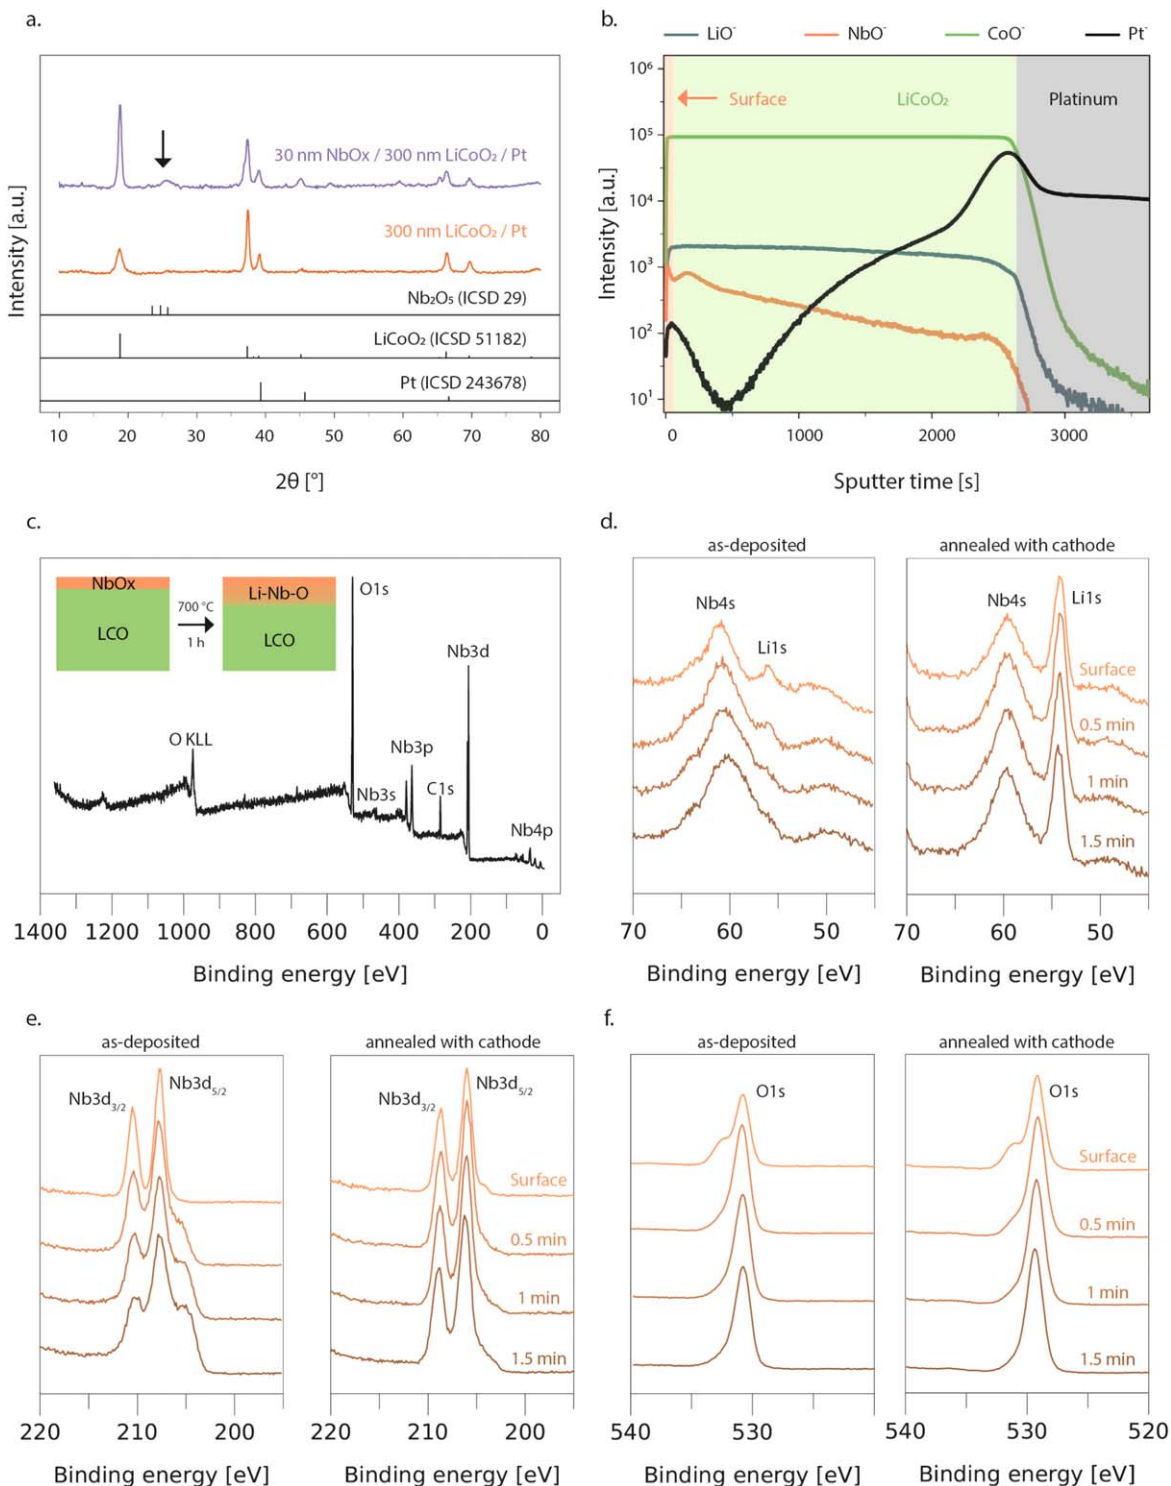 a.
30 nm NbOx / 300 nm LiCoO₂ / Pt
300 nm LiCoO₂ / Pt
Nb₂O₅ (ICSD 29)
LiCoO₂ (ICSD 51182)
Pt (ICSD 243678)
Intensity [a.u.]
10 20 30 40 50 60 70 80
2θ [°]
b.
LiO⁻ NbO⁻ CoO⁻ Pt⁻
Surface LiCoO₂ Platinum
10⁶
10⁵
10⁴
10³
10²
10¹
Intensity [a.u.]
0 1000 2000 3000
Sputter time [s]
c.
NbOx
LCO
700 °C
1 h
Li-Nb-O
LCO
O1s
Nb3d
O KLL
Nb3p
Nb3s
C1s
Nb4p
1400 1200 1000 800 600 400 200 0
Binding energy [eV]
d.
as-deposited
Nb4s
Li1s
70 60 50
Binding energy [eV]
annealed with cathode
Nb4s
Li1s
Surface
0.5 min
1 min
1.5 min
70 60 50
Binding energy [eV]
e.
as-deposited
Nb3d₃/₂
Nb3d₅/₂
220 210 200
Binding energy [eV]
annealed with cathode
Nb3d₃/₂
Nb3d₅/₂
Surface
0.5 min
1 min
1.5 min
220 210 200
Binding energy [eV]
f.
as-deposited
O1s
540 530
Binding energy [eV]
annealed with cathode
O1s
Surface
0.5 min
1 min
1.5 min
540 530 520
Binding energy [eV]